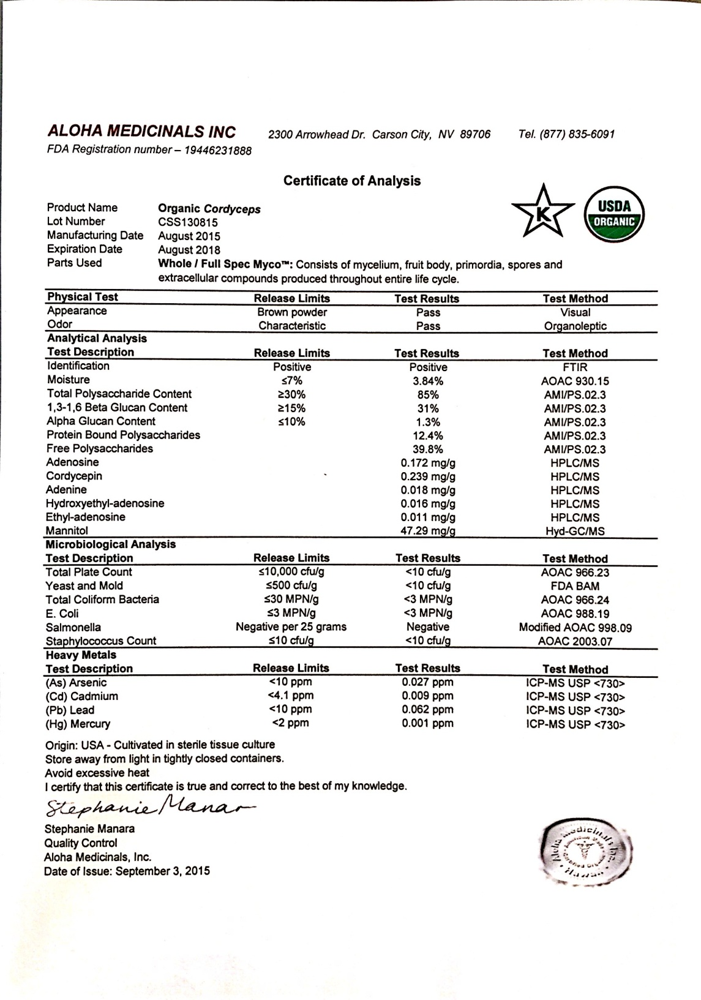 ALOHA MEDICINALS INC 2300 Arrowhead Dr. Carson City, NV 89706 Tel. (877) 835-6091
FDA Registration number – 19446231888
Certificate of Analysis
K
USDA
ORGANIC
Product Name Organic Cordyceps
Lot Number CSS130815
Manufacturing Date August 2015
Expiration Date August 2018
Parts Used Whole / Full Spec Myco™: Consists of mycelium, fruit body, primordia, spores and
extracellular compounds produced throughout entire life cycle.
Physical Test Release Limits Test Results Test Method
Appearance Brown powder Pass Visual
Odor Characteristic Pass Organoleptic
Analytical Analysis
Test Description Release Limits Test Results Test Method
Identification Positive Positive FTIR
Moisture ≤7% 3.84% AOAC 930.15
Total Polysaccharide Content ≥30% 85% AMI/PS.02.3
1,3-1,6 Beta Glucan Content ≥15% 31% AMI/PS.02.3
Alpha Glucan Content ≤10% 1.3% AMI/PS.02.3
Protein Bound Polysaccharides 12.4% AMI/PS.02.3
Free Polysaccharides 39.8% AMI/PS.02.3
Adenosine 0.172 mg/g HPLC/MS
Cordycepin 0.239 mg/g HPLC/MS
Adenine 0.018 mg/g HPLC/MS
Hydroxyethyl-adenosine 0.016 mg/g HPLC/MS
Ethyl-adenosine 0.011 mg/g HPLC/MS
Mannitol 47.29 mg/g Hyd-GC/MS
Microbiological Analysis
Test Description Release Limits Test Results Test Method
Total Plate Count ≤10,000 cfu/g <10 cfu/g AOAC 966.23
Yeast and Mold ≤500 cfu/g <10 cfu/g FDA BAM
Total Coliform Bacteria ≤30 MPN/g <3 MPN/g AOAC 966.24
E. Coli ≤3 MPN/g <3 MPN/g AOAC 988.19
Salmonella Negative per 25 grams Negative Modified AOAC 998.09
Staphylococcus Count ≤10 cfu/g <10 cfu/g AOAC 2003.07
Heavy Metals
Test Description Release Limits Test Results Test Method
(As) Arsenic <10 ppm 0.027 ppm ICP-MS USP <730>
(Cd) Cadmium <4.1 ppm 0.009 ppm ICP-MS USP <730>
(Pb) Lead <10 ppm 0.062 ppm ICP-MS USP <730>
(Hg) Mercury <2 ppm 0.001 ppm ICP-MS USP <730>
Origin: USA - Cultivated in sterile tissue culture
Store away from light in tightly closed containers.
Avoid excessive heat
I certify that this certificate is true and correct to the best of my knowledge.
Stephanie Manar
Stephanie Manara
Quality Control
Aloha Medicinals, Inc.
Date of Issue: September 3, 2015
Aloha Medicinals Inc.
Hawaii